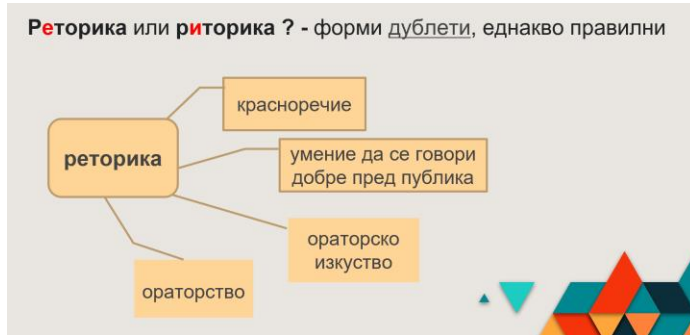 Реторика или риторика ? - форми дублети, еднакво правилни
красноречие
реторика
умение да се говори
добре пред публика
ораторско
изкуство
ораторство